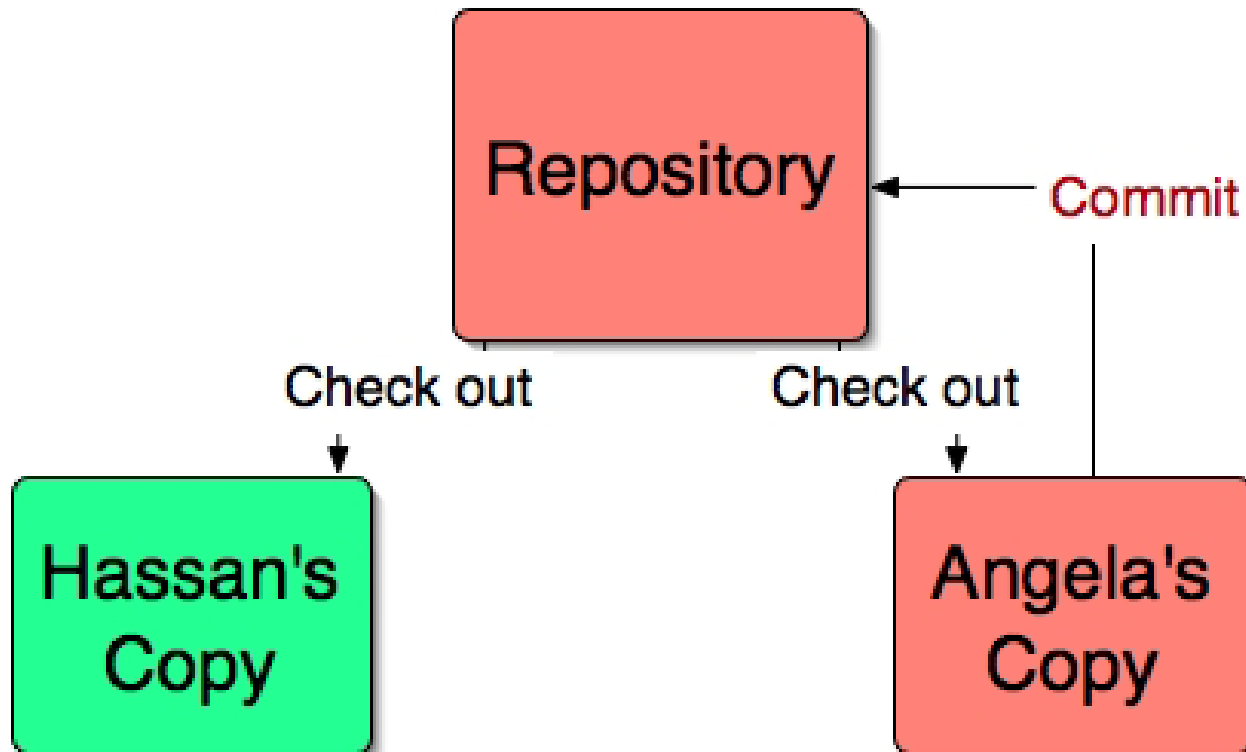 Repository
Commit
Check out
Check out
Hassan's
Copy
Angela's
Copy